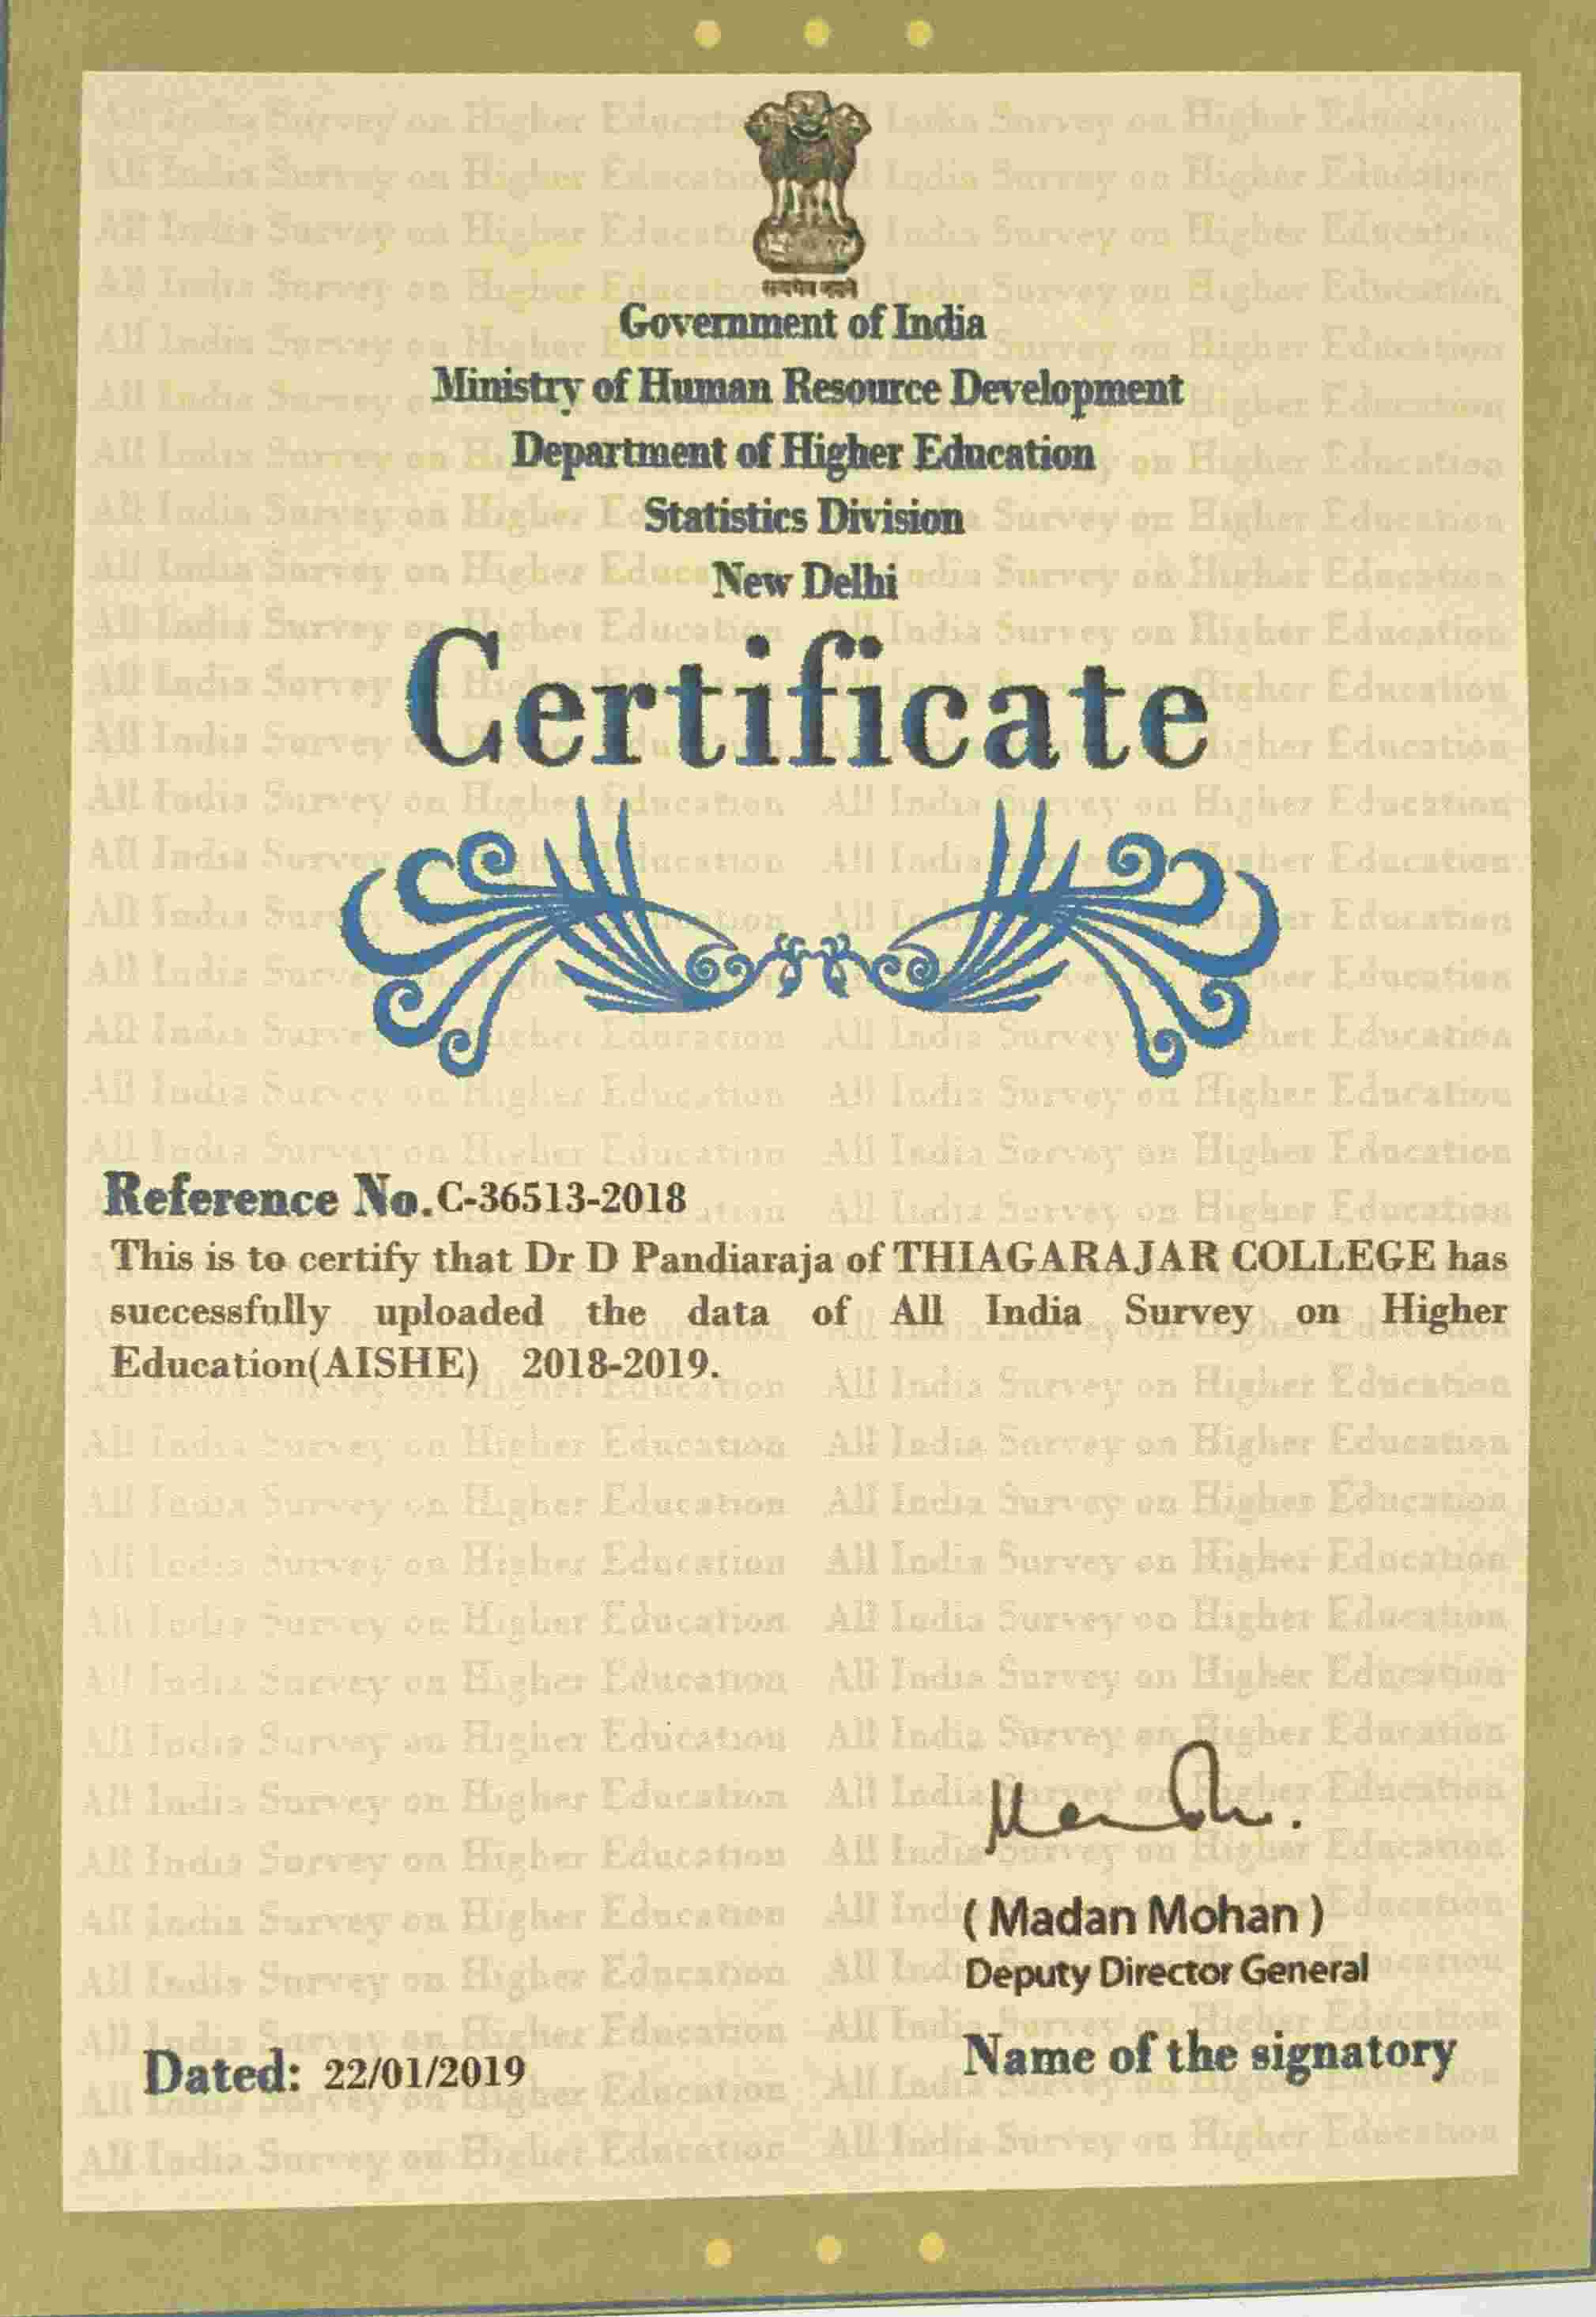 सत्यमेव जयते
Government of India
Ministry of Human Resource Development
Department of Higher Education
Statistics Division
New Delhi
Certificate
Reference No. C-36513-2018
This is to certify that Dr D Pandiaraja of THIAGARAJAR COLLEGE has
successfully uploaded the data of All India Survey on Higher
Education(AISHE) 2018-2019.
( Madan Mohan )
Deputy Director General
Name of the signatory
Dated: 22/01/2019